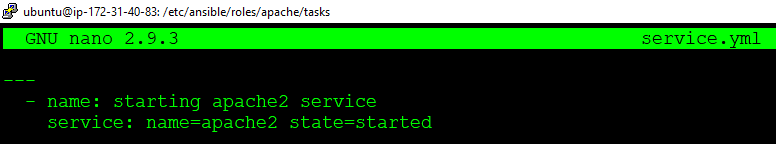 ubuntu@ip-172-31-40-83: /etc/ansible/roles/apache/tasks
GNU nano 2.9.3 service.yml
---
- name: starting apache2 service
service: name=apache2 state=started